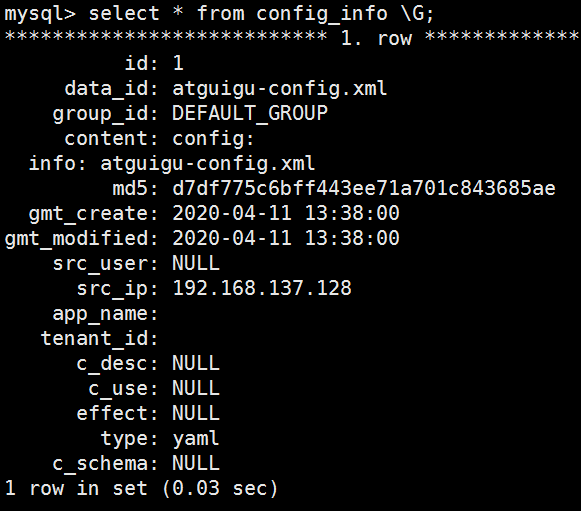 mysql> select * from config_info \G;
*************************** 1. row *************
id: 1
data_id: atguigu-config.xml
group_id: DEFAULT_GROUP
content: config:
info: atguigu-config.xml
md5: d7df775c6bff443ee71a701c843685ae
gmt_create: 2020-04-11 13:38:00
gmt_modified: 2020-04-11 13:38:00
src_user: NULL
src_ip: 192.168.137.128
app_name:
tenant_id:
c_desc: NULL
c_use: NULL
effect: NULL
type: yaml
c_schema: NULL
1 row in set (0.03 sec)